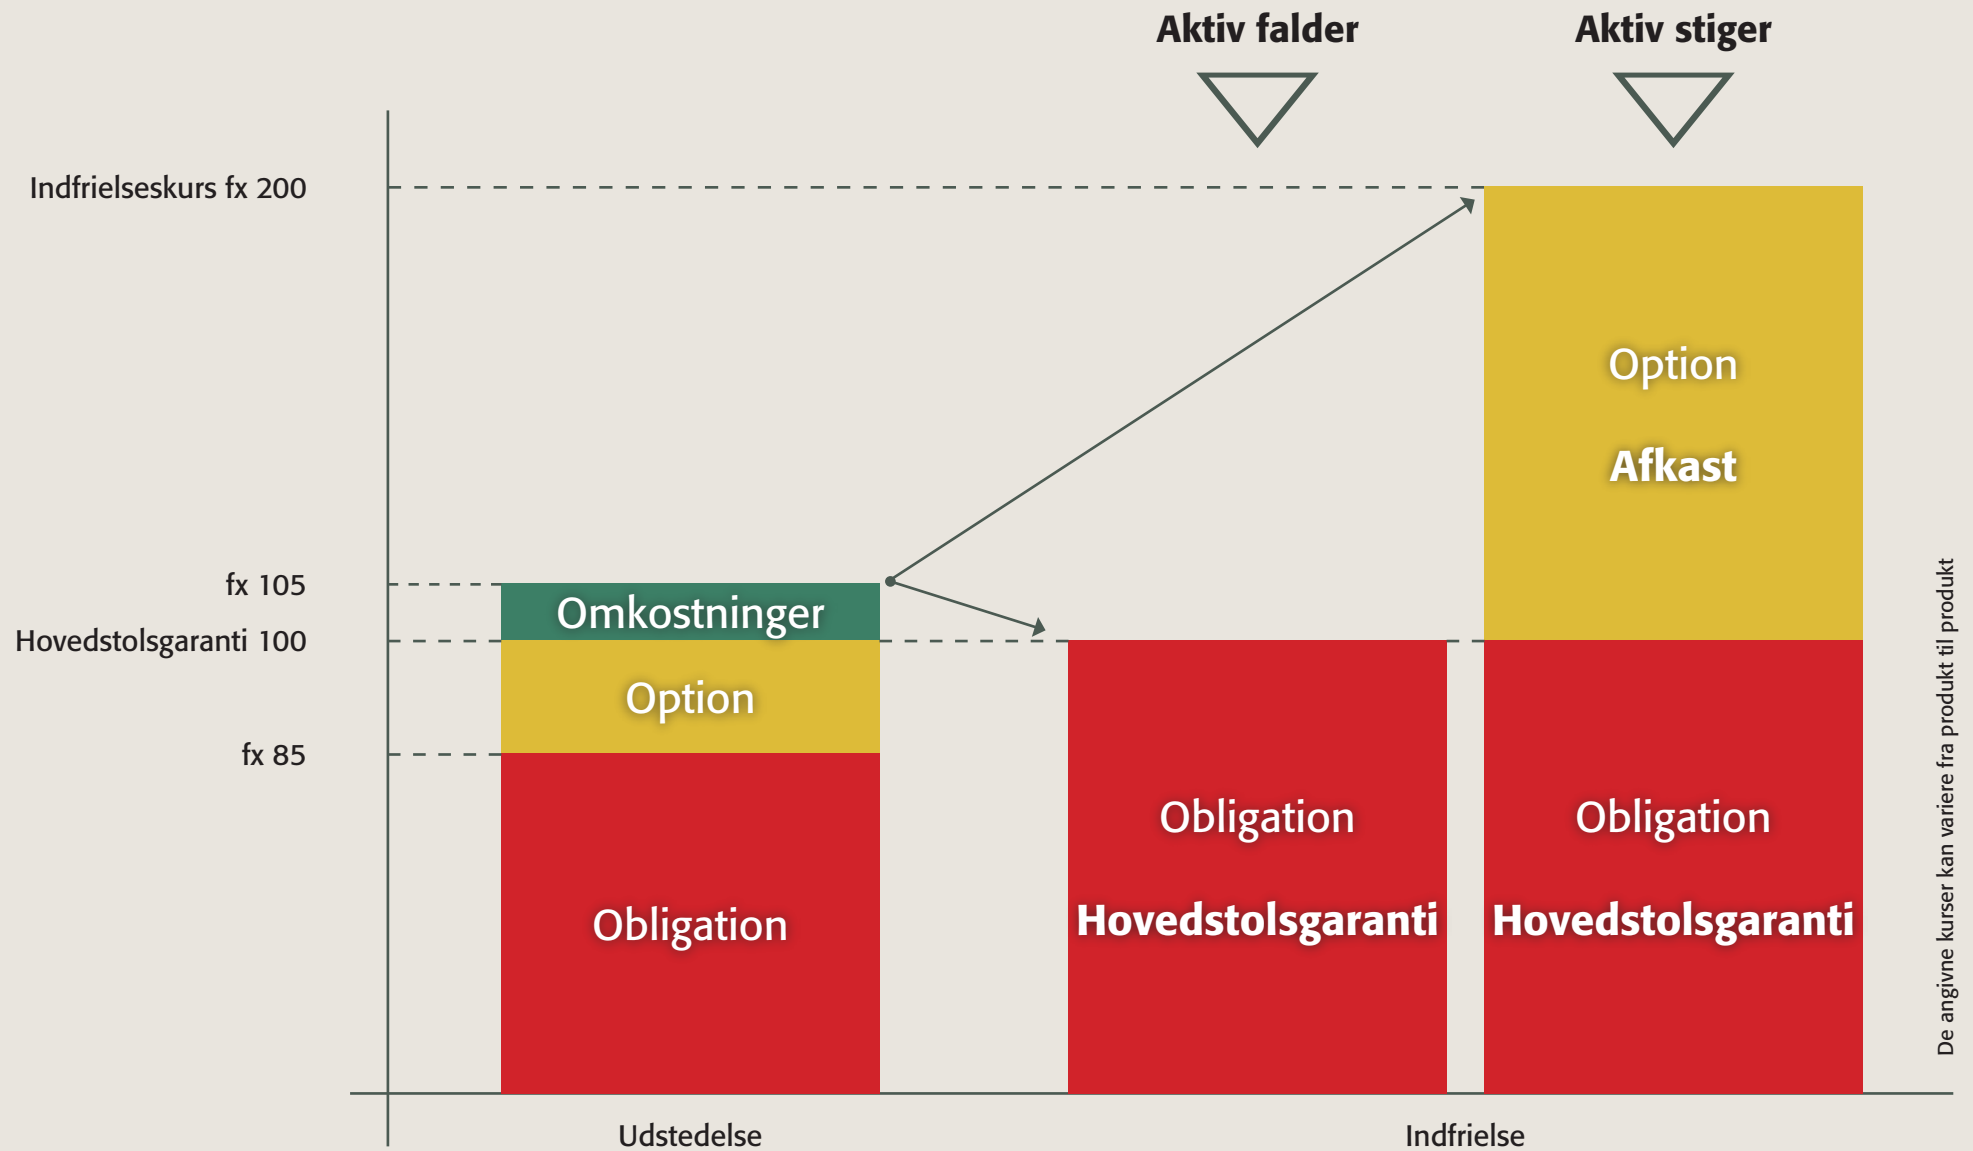 Aktiv falder
Aktiv stiger
Indfrielseskurs fx 200
Option
Afkast
fx 105
Omkostninger
Hovedstolsgaranti 100
Option
fx 85
Obligation
Obligation
Hovedstolsgaranti
Obligation
Hovedstolsgaranti
Udstedelse
Indfrielse
De angivne kurser kan variere fra produkt til produkt